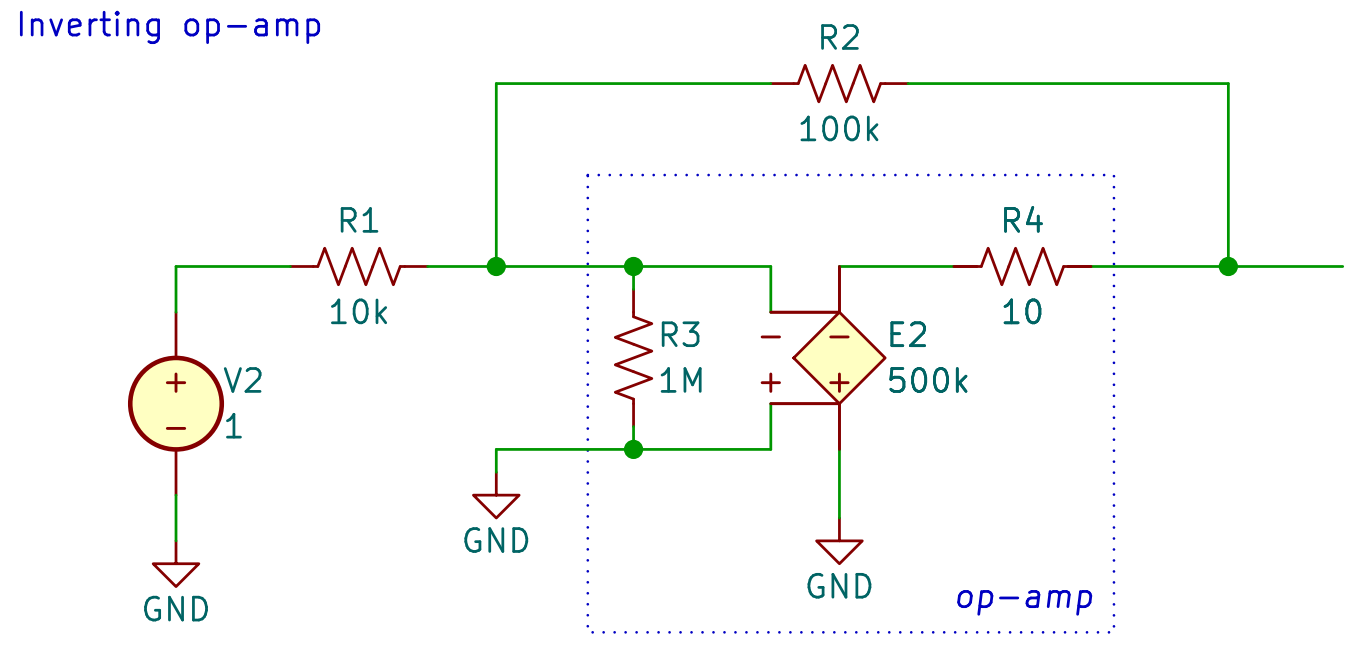 Inverting op-amp
R2
100k
R1
10k
R4
10
R3
1M
−
+
−
+
E2
500k
V2
1
+
−
GND
GND
GND
op-amp